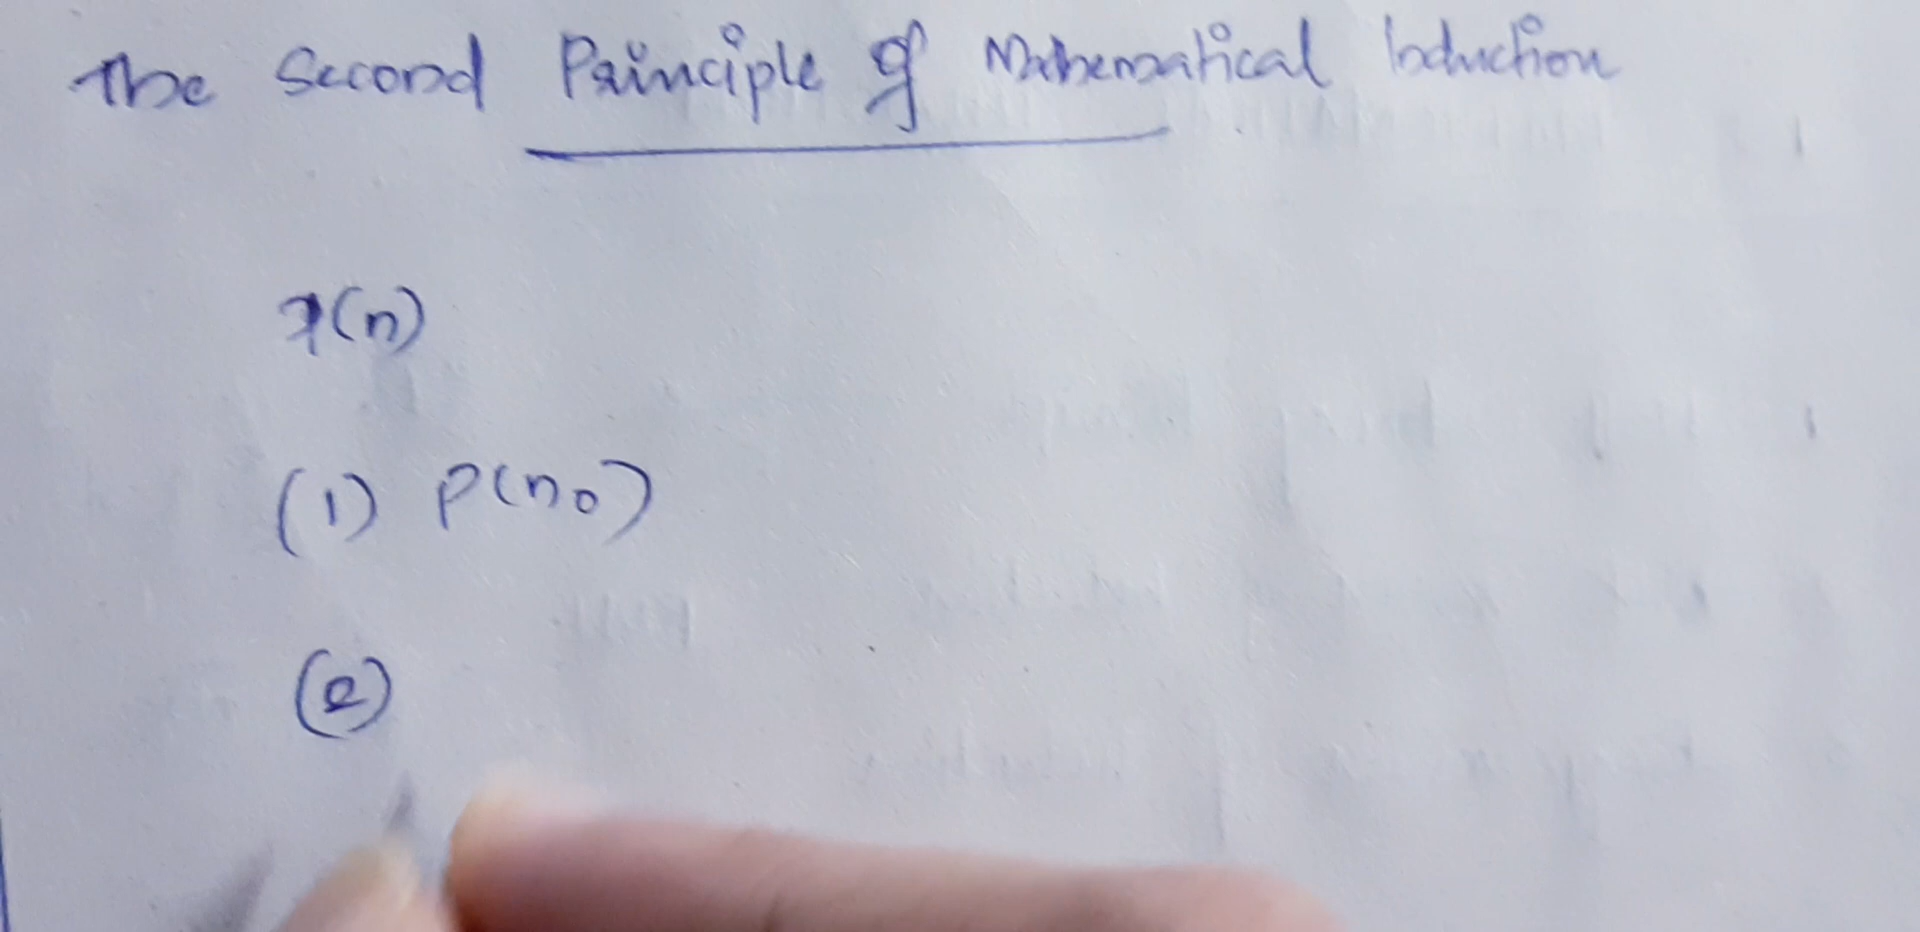 The Second Principle of Mathematical Induction
P(n)
(1) P(n₀)
(2)